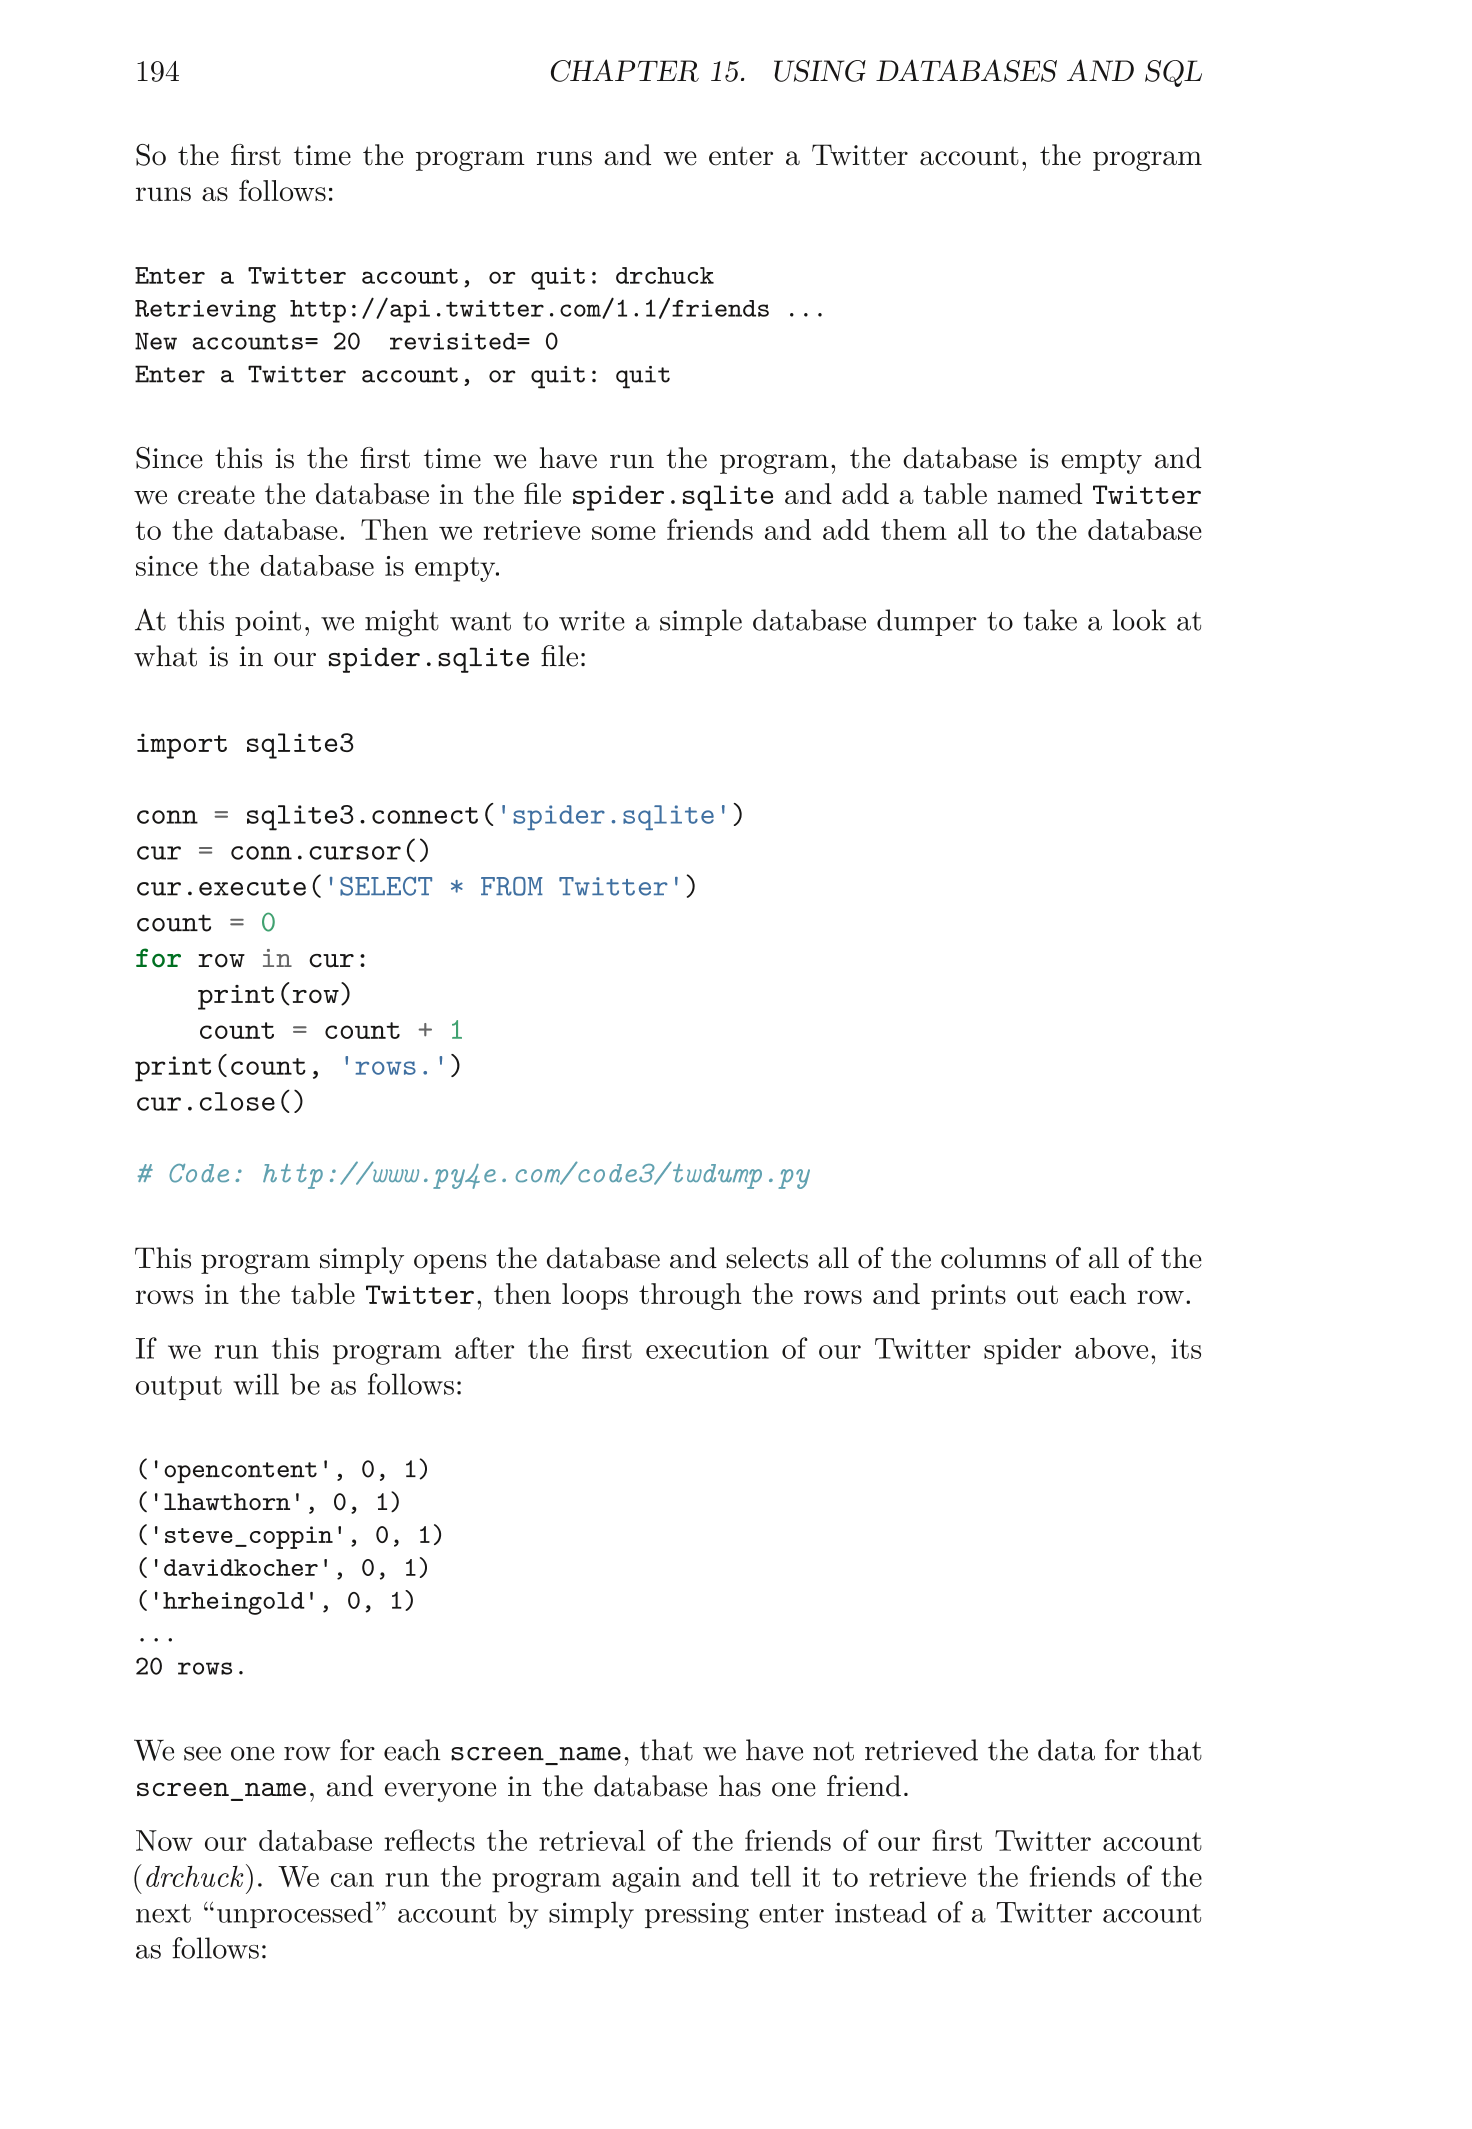 194 CHAPTER 15. USING DATABASES AND SQL
So the first time the program runs and we enter a Twitter account, the program
runs as follows:
Enter a Twitter account, or quit: drchuck
Retrieving http://api.twitter.com/1.1/friends ...
New accounts= 20  revisited= 0
Enter a Twitter account, or quit: quit
Since this is the first time we have run the program, the database is empty and
we create the database in the file spider.sqlite and add a table named Twitter
to the database. Then we retrieve some friends and add them all to the database
since the database is empty.
At this point, we might want to write a simple database dumper to take a look at
what is in our spider.sqlite file:
import sqlite3
conn = sqlite3.connect('spider.sqlite')
cur = conn.cursor()
cur.execute('SELECT * FROM Twitter')
count = 0
for row in cur:
    print(row)
    count = count + 1
print(count, 'rows.')
cur.close()
# Code: http://www.py4e.com/code3/twdump.py
This program simply opens the database and selects all of the columns of all of the
rows in the table Twitter, then loops through the rows and prints out each row.
If we run this program after the first execution of our Twitter spider above, its
output will be as follows:
('opencontent', 0, 1)
('lhawthorn', 0, 1)
('steve_coppin', 0, 1)
('davidkocher', 0, 1)
('hrheingold', 0, 1)
...
20 rows.
We see one row for each screen_name, that we have not retrieved the data for that
screen_name, and everyone in the database has one friend.
Now our database reflects the retrieval of the friends of our first Twitter account
(drchuck). We can run the program again and tell it to retrieve the friends of the
next “unprocessed” account by simply pressing enter instead of a Twitter account
as follows: